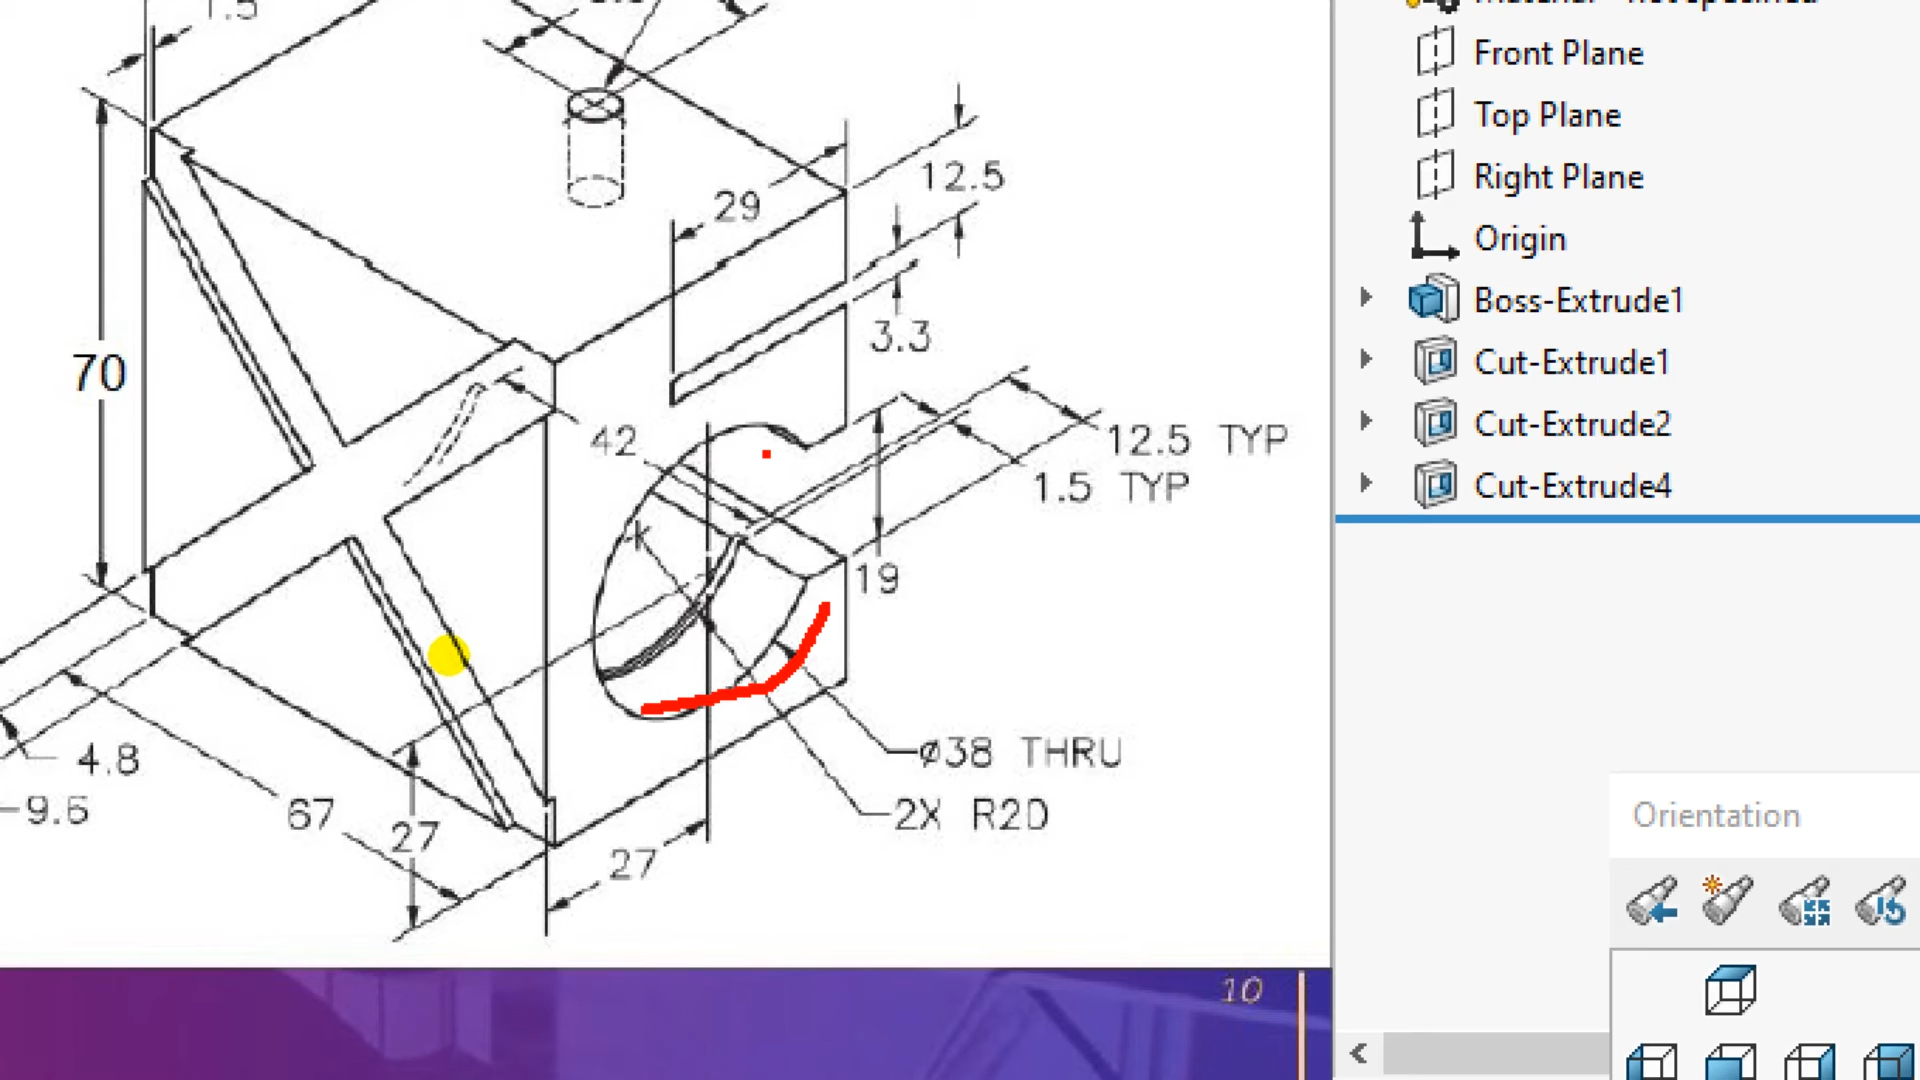 1.5
12.5
29
3.3
70
42
12.5 TYP
1.5 TYP
19
4.8
9.6
67
27
27
⌀38 THRU
2X R20
10
Front Plane
Top Plane
Right Plane
Origin
Boss-Extrude1
Cut-Extrude1
Cut-Extrude2
Cut-Extrude4
Orientation